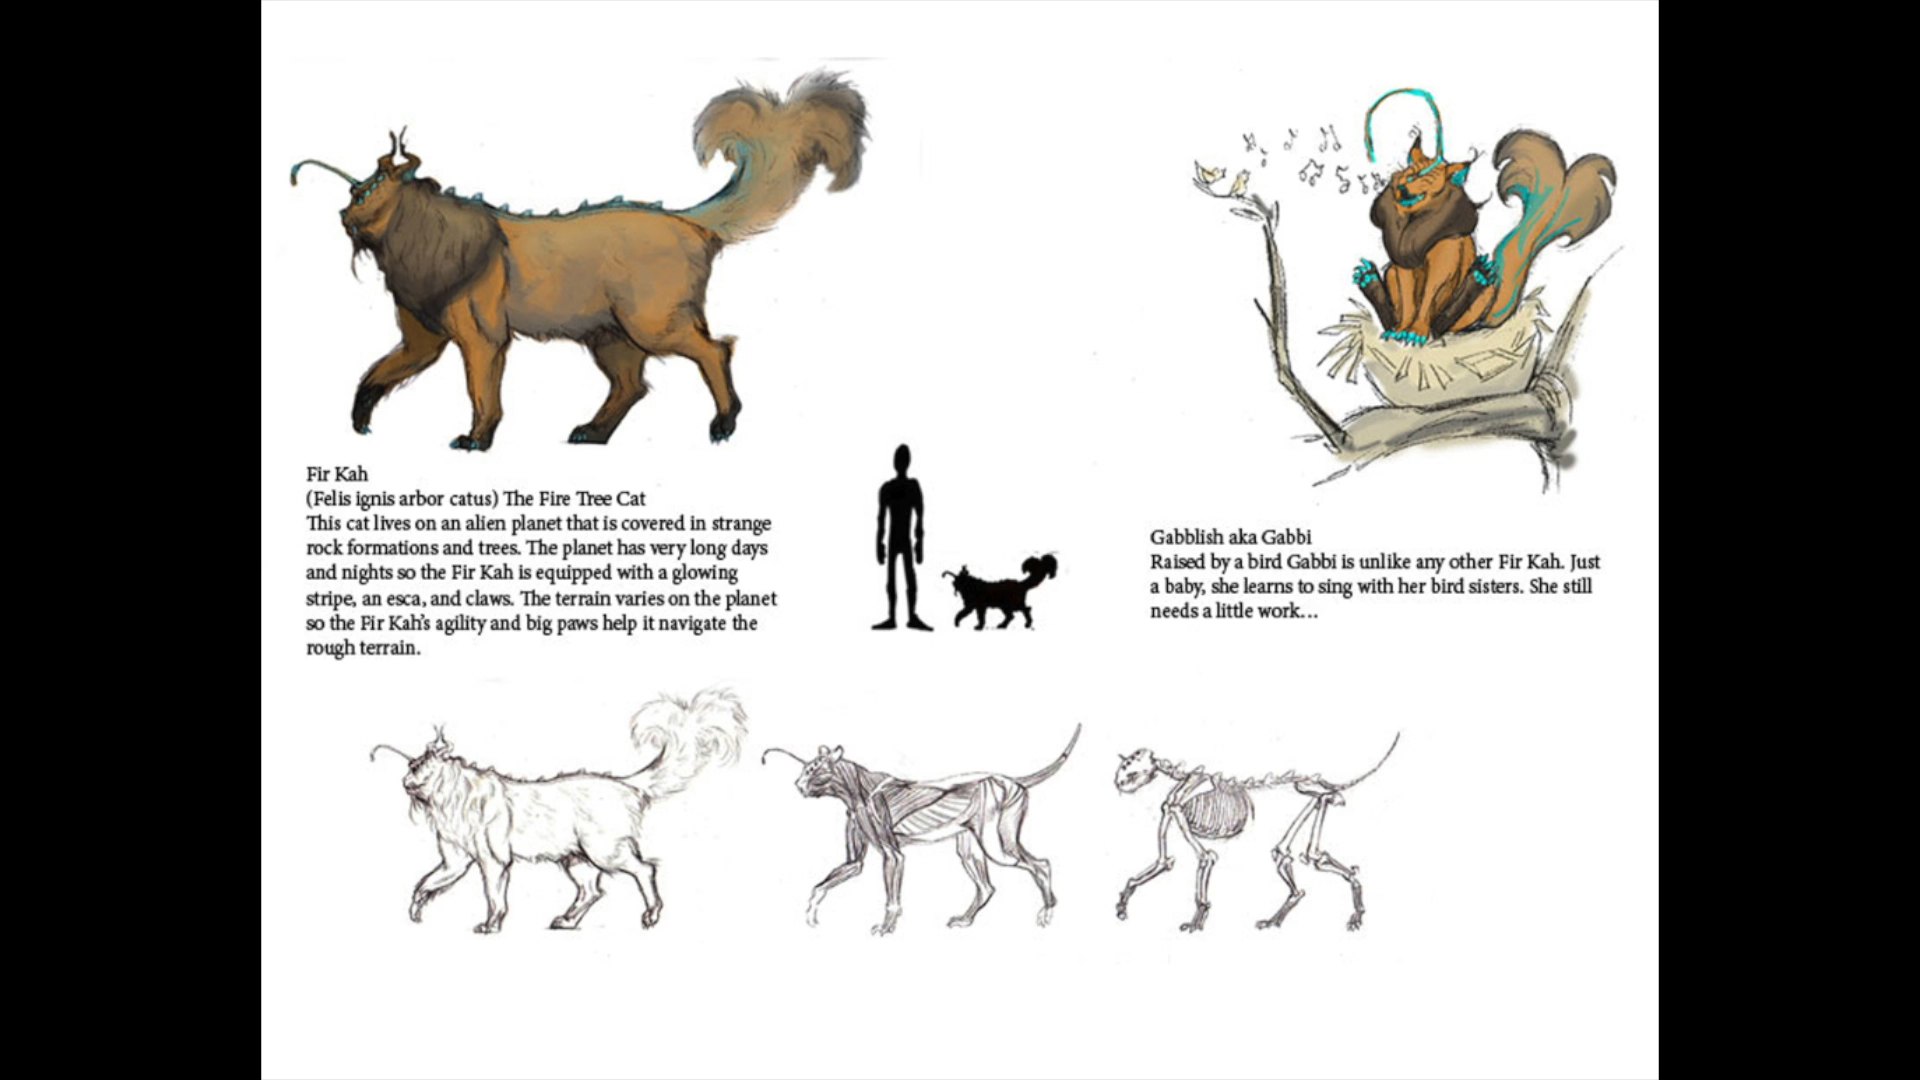 Fir Kah
(Felis ignis arbor catus) The Fire Tree Cat
This cat lives on an alien planet that is covered in strange
rock formations and trees. The planet has very long days
and nights so the Fir Kah is equipped with a glowing
stripe, an esca, and claws. The terrain varies on the planet
so the Fir Kah's agility and big paws help it navigate the
rough terrain.
Gabblish aka Gabbi
Raised by a bird Gabbi is unlike any other Fir Kah. Just
a baby, she learns to sing with her bird sisters. She still
needs a little work...